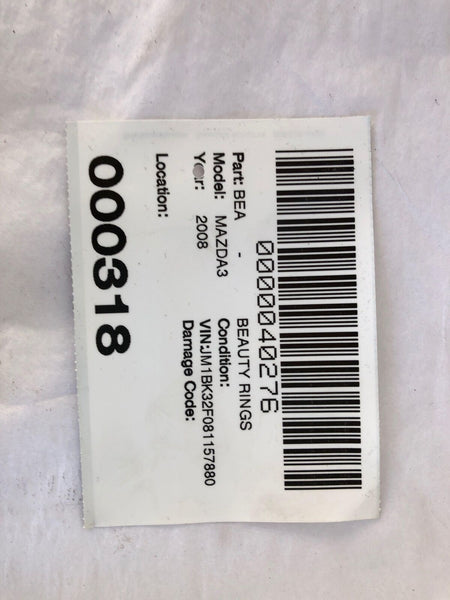 0000040276
Part: BEA - BEAUTY RINGS
Model: MAZDA3 Condition:
Year: 2008 VIN:JM1BK32F081157880
Damage Code:
Location:
000318